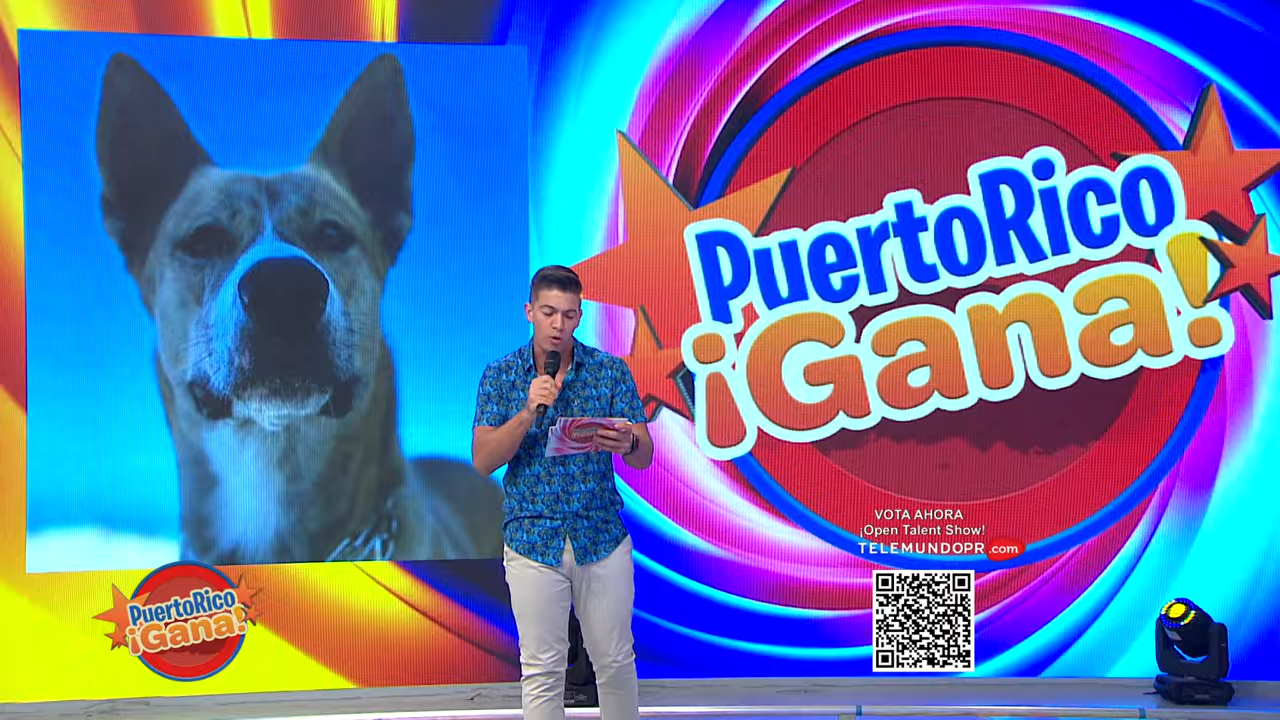 PuertoRico
¡Gana!
VOTA AHORA
¡Open Talent Show!
TELEMUNDOPR.com
PuertoRico
¡Gana!